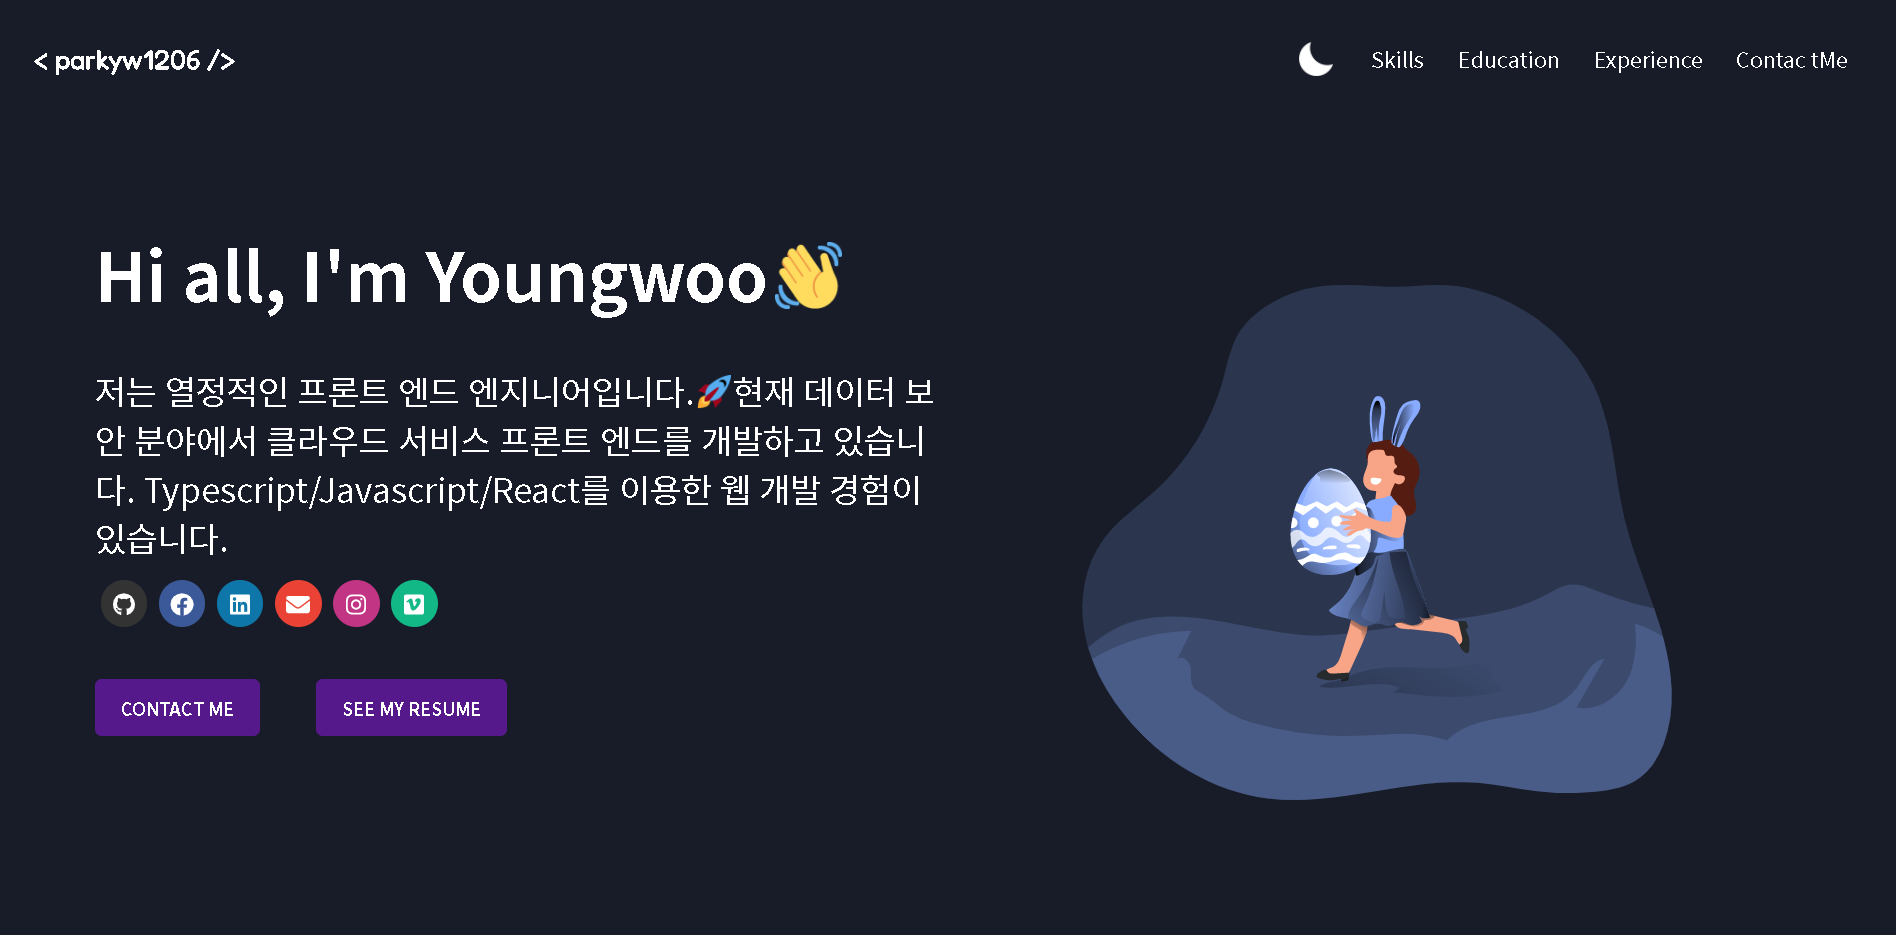 < parkyw1206 />
Skills Education Experience Contac tMe
Hi all, I'm Youngwoo👋
저는 열정적인 프론트 엔드 엔지니어입니다.🚀현재 데이터 보
안 분야에서 클라우드 서비스 프론트 엔드를 개발하고 있습니
다. Typescript/Javascript/React를 이용한 웹 개발 경험이
있습니다.
CONTACT ME
SEE MY RESUME